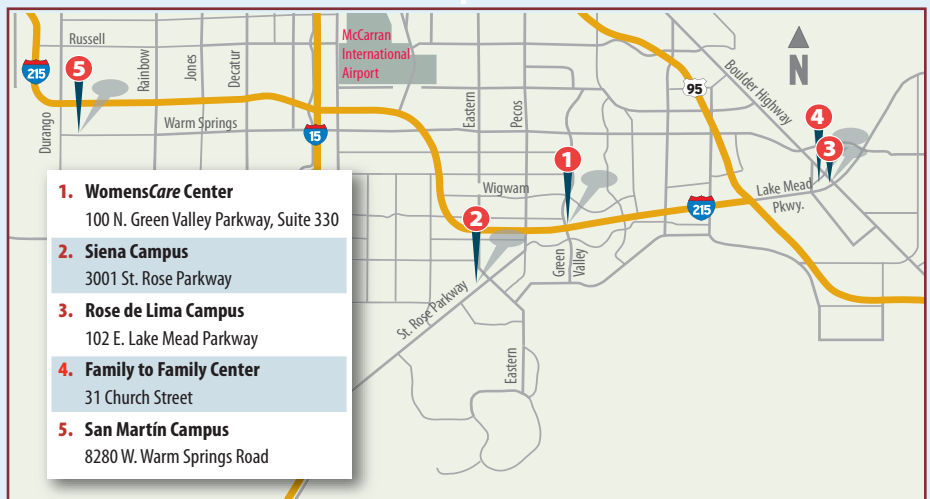 Russell
McCarran
International
Airport
215
5
Rainbow
Jones
Decatur
Durango
Warm Springs
15
Eastern
Pecos
95
Boulder Highway
N
4
3
1
Wigwam
2
Lake Mead
Pkwy.
215
Green
Valley
St. Rose Parkway
Eastern
1. WomensCare Center
100 N. Green Valley Parkway, Suite 330
2. Siena Campus
3001 St. Rose Parkway
3. Rose de Lima Campus
102 E. Lake Mead Parkway
4. Family to Family Center
31 Church Street
5. San Martín Campus
8280 W. Warm Springs Road